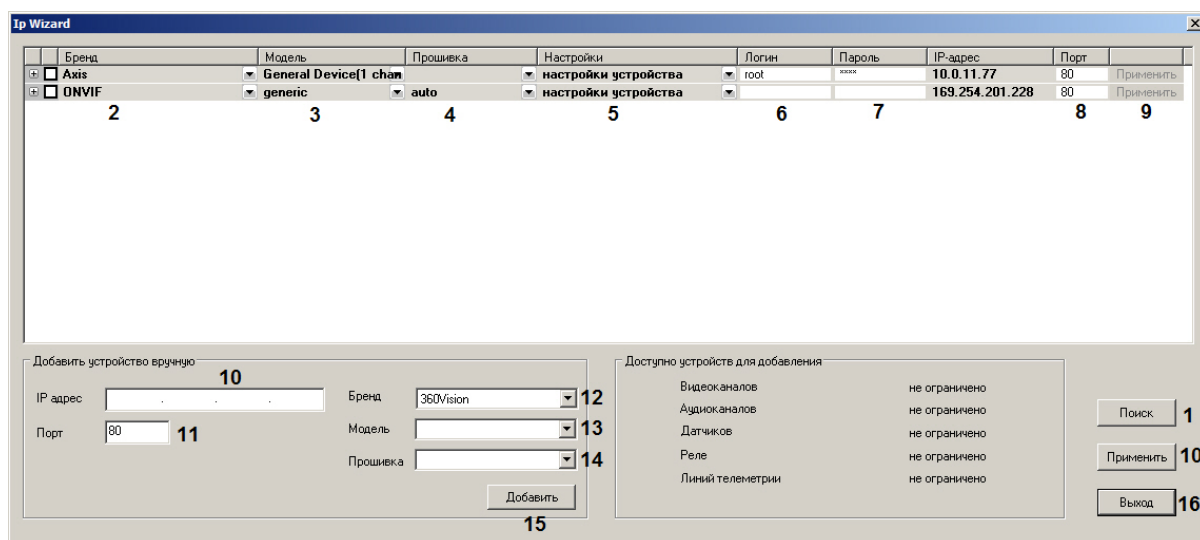 Ip Wizard
Бренд Модель Прошивка Настройки Логин Пароль IP-адрес Порт
Axis General Device(1 chan настройки устройства root **** 10.0.11.77 80 Применить
ONVIF generic auto настройки устройства 169.254.201.228 80 Применить
2 3 4 5 6 7 8 9
Добавить устройство вручную
10
IP адрес . . .
Порт 80 11
Бренд 360Vision 12
Модель 13
Прошивка 14
Добавить
15
Доступно устройств для добавления
Видеоканалов не ограничено
Аудиоканалов не ограничено
Датчиков не ограничено
Реле не ограничено
Линий телеметрии не ограничено
Поиск 1
Применить 10
Выход 16